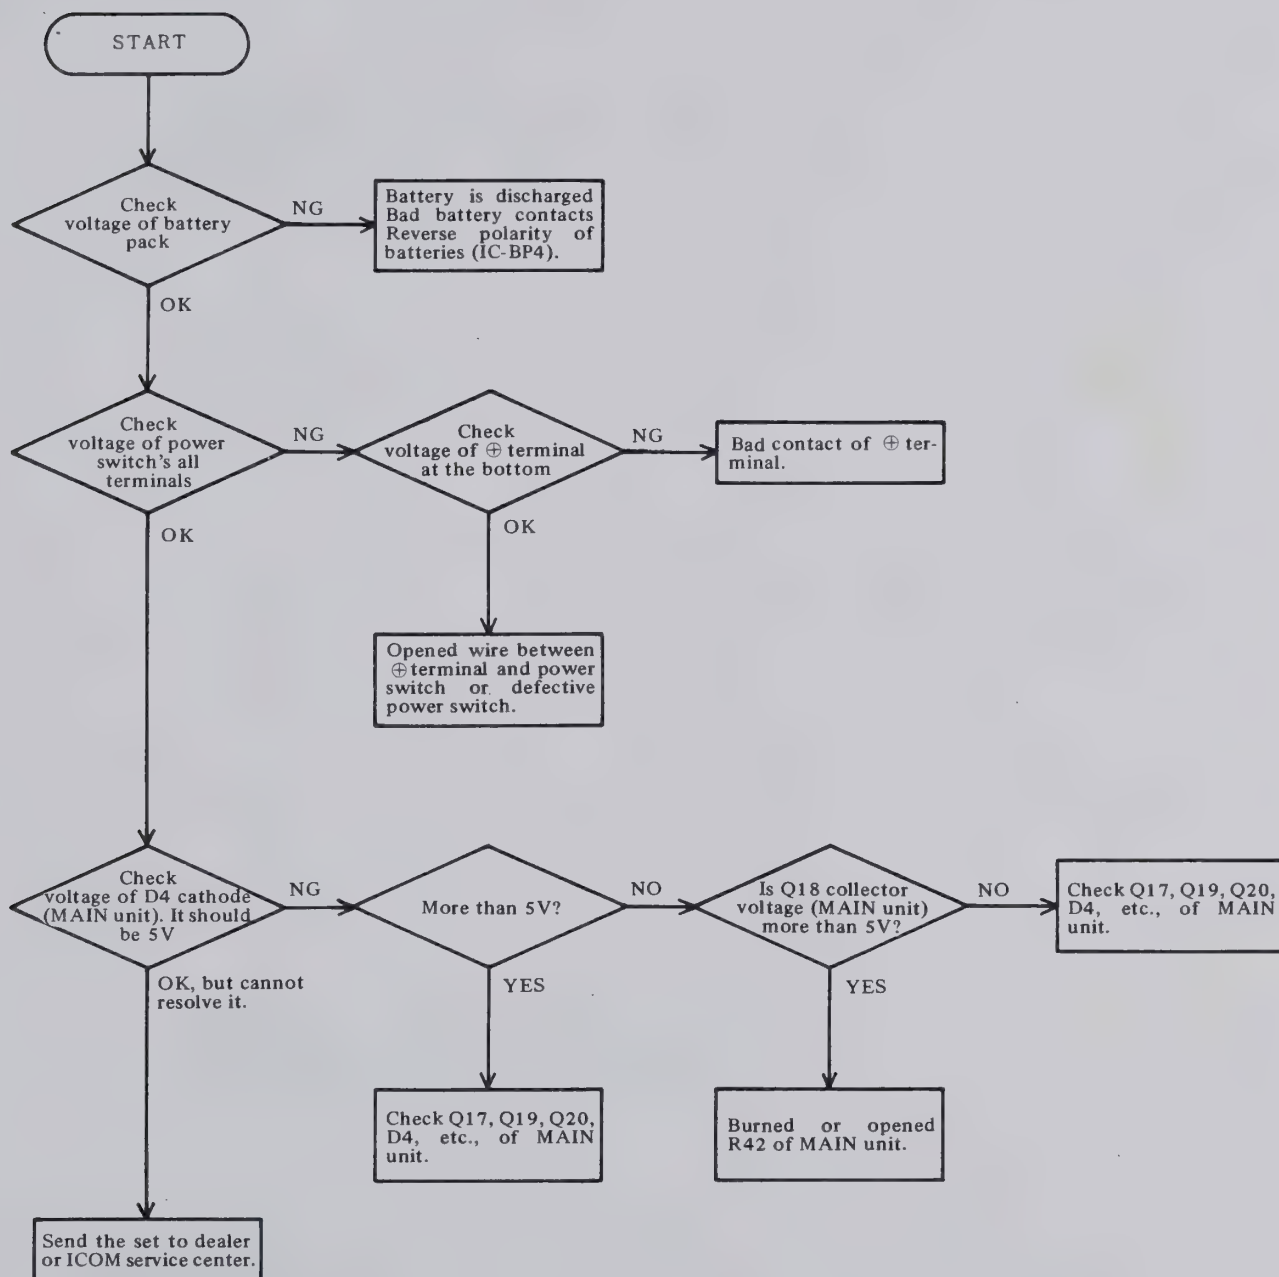 START
Check
voltage of battery
pack
NG
Battery is discharged
Bad battery contacts
Reverse polarity of
batteries (IC-BP4).
OK
Check
voltage of power
switch's all
terminals
NG
Check
voltage of ⊕ terminal
at the bottom
NG
Bad contact of ⊕ ter-
minal.
OK
OK
Opened wire between
⊕terminal and power
switch or defective
power switch.
Check
voltage of D4 cathode
(MAIN unit). It should
be 5V
NG
More than 5V?
NO
Is Q18 collector
voltage (MAIN unit)
more than 5V?
NO
Check Q17, Q19, Q20,
D4, etc., of MAIN
unit.
OK, but cannot
resolve it.
YES
YES
Check Q17, Q19, Q20,
D4, etc., of MAIN
unit.
Burned or opened
R42 of MAIN unit.
Send the set to dealer
or ICOM service center.